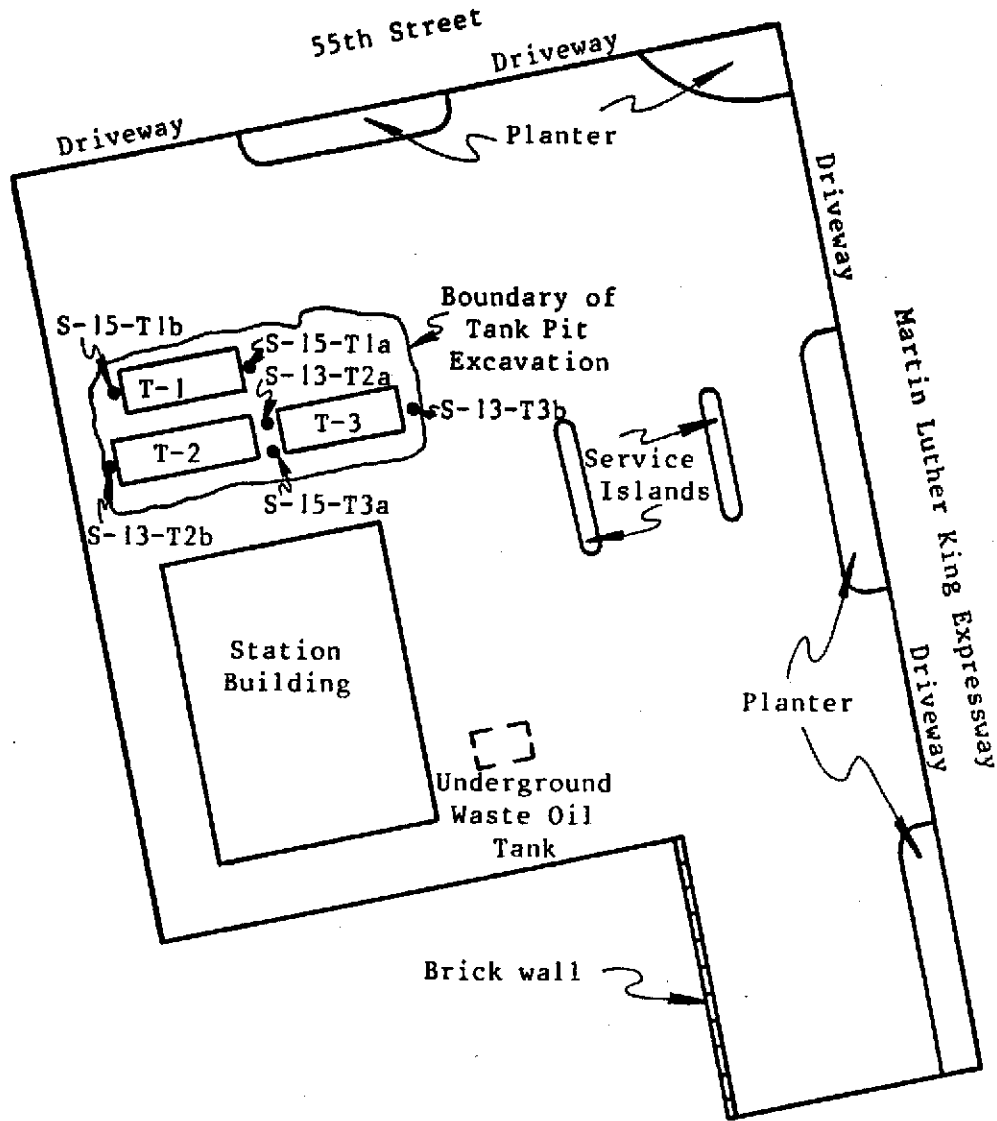 55th Street
Driveway
Driveway
Planter
Driveway
Boundary of
Tank Pit
Excavation
S-15-T1b
S-15-T1a
S-13-T2a
T-1
T-3
S-13-T3b
T-2
Service
Islands
S-15-T3a
S-13-T2b
Martin Luther King Expressway
Station
Building
Driveway
Planter
Underground
Waste Oil
Tank
Brick wall